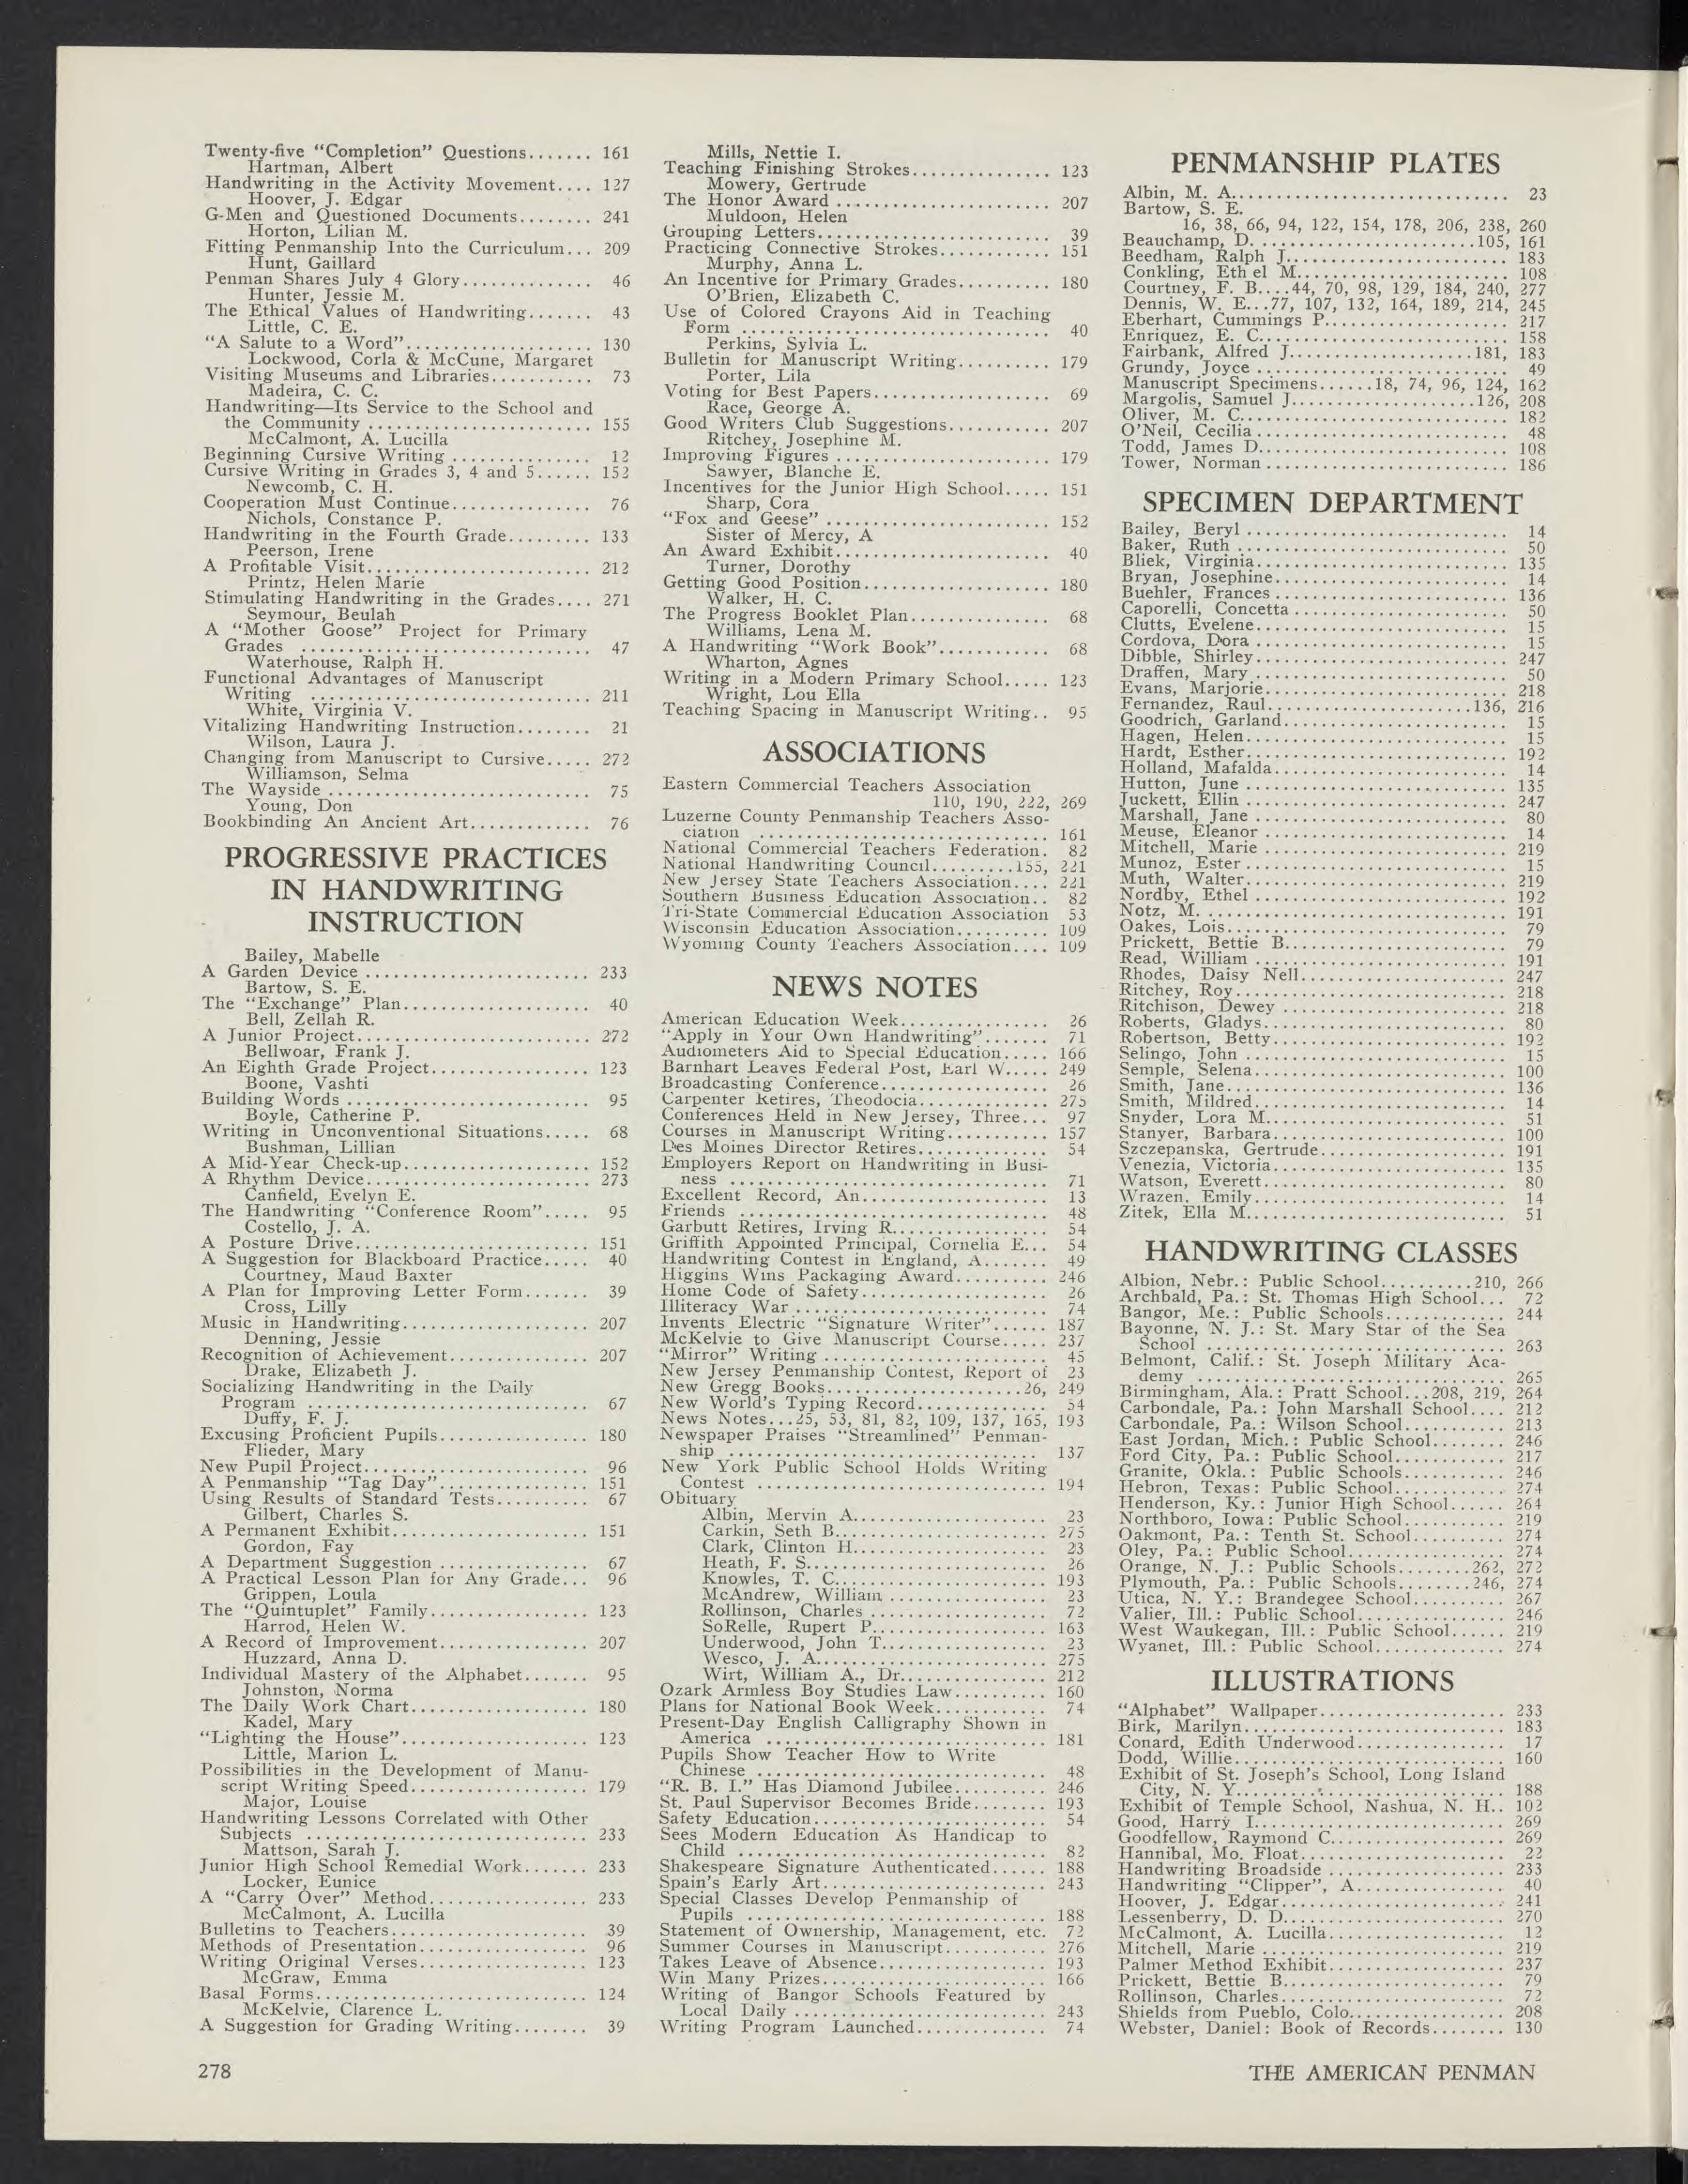 Twenty-five "Completion" Questions....... 161
Hartman, Albert
Handwriting in the Activity Movement.... 127
Hoover, J. Edgar
G-Men and Questioned Documents........ 241
Horton, Lilian M.
Fitting Penmanship Into the Curriculum... 209
Hunt, Gaillard
Penman Shares July 4 Glory.............. 46
Hunter, Jessie M.
The Ethical Values of Handwriting....... 43
Little, C. E.
"A Salute to a Word".................... 130
Lockwood, Corla & McCune, Margaret
Visiting Museums and Libraries........... 73
Madeira, C. C.
Handwriting—Its Service to the School and
the Community ........................ 155
McCalmont, A. Lucilla
Beginning Cursive Writing ............... 12
Cursive Writing in Grades 3, 4 and 5...... 152
Newcomb, C. H.
Cooperation Must Continue............... 76
Nichols, Constance P.
Handwriting in the Fourth Grade......... 133
Peerson, Irene
A Profitable Visit........................ 212
Printz, Helen Marie
Stimulating Handwriting in the Grades.... 271
Seymour, Beulah
A "Mother Goose" Project for Primary
Grades ............................... 47
Waterhouse, Ralph H.
Functional Advantages of Manuscript
Writing .............................. 211
White, Virginia V.
Vitalizing Handwriting Instruction........ 21
Wilson, Laura J.
Changing from Manuscript to Cursive..... 272
Williamson, Selma
The Wayside ............................ 75
Young, Don
Bookbinding An Ancient Art............. 76
PROGRESSIVE PRACTICES
IN HANDWRITING
INSTRUCTION
Bailey, Mabelle
A Garden Device ........................ 233
Bartow, S. E.
The "Exchange" Plan.................... 40
Bell, Zellah R.
A Junior Project......................... 272
Bellwoar, Frank J.
An Eighth Grade Project................. 123
Boone, Vashti
Building Words .......................... 95
Boyle, Catherine P.
Writing in Unconventional Situations..... 68
Bushman, Lillian
A Mid-Year Check-up.................... 152
A Rhythm Device........................ 273
Canfield, Evelyn E.
The Handwriting "Conference Room"..... 95
Costello, J. A.
A Posture Drive......................... 151
A Suggestion for Blackboard Practice..... 40
Courtney, Maud Baxter
A Plan for Improving Letter Form....... 39
Cross, Lilly
Music in Handwriting.................... 207
Denning, Jessie
Recognition of Achievement............... 207
Drake, Elizabeth J.
Socializing Handwriting in the Daily
Program .............................. 67
Duffy, F. J.
Excusing Proficient Pupils................ 180
Flieder, Mary
New Pupil Project........................ 96
A Penmanship "Tag Day"................ 151
Using Results of Standard Tests.......... 67
Gilbert, Charles S.
A Permanent Exhibit..................... 151
Gordon, Fay
A Department Suggestion ................ 67
A Practical Lesson Plan for Any Grade... 96
Grippen, Loula
The "Quintuplet" Family................. 123
Harrod, Helen W.
A Record of Improvement................ 207
Huzzard, Anna D.
Individual Mastery of the Alphabet....... 95
Johnston, Norma
The Daily Work Chart................... 180
Kadel, Mary
"Lighting the House".................... 123
Little, Marion L.
Possibilities in the Development of Manu-
script Writing Speed................... 179
Major, Louise
Handwriting Lessons Correlated with Other
Subjects .............................. 233
Mattson, Sarah J.
Junior High School Remedial Work....... 233
Locker, Eunice
A "Carry Over" Method................. 233
McCalmont, A. Lucilla
Bulletins to Teachers..................... 39
Methods of Presentation.................. 96
Writing Original Verses.................. 123
McGraw, Emma
Basal Forms............................. 124
McKelvie, Clarence L.
A Suggestion for Grading Writing........ 39
Mills, Nettie I.
Teaching Finishing Strokes............... 123
Mowery, Gertrude
The Honor Award ....................... 207
Muldoon, Helen
Grouping Letters......................... 39
Practicing Connective Strokes............ 151
Murphy, Anna L.
An Incentive for Primary Grades.......... 180
O'Brien, Elizabeth C.
Use of Colored Crayons Aid in Teaching
Form ................................. 40
Perkins, Sylvia L.
Bulletin for Manuscript Writing.......... 179
Porter, Lila
Voting for Best Papers................... 69
Race, George A.
Good Writers Club Suggestions........... 207
Ritchey, Josephine M.
Improving Figures ....................... 179
Sawyer, Blanche E.
Incentives for the Junior High School..... 151
Sharp, Cora
"Fox and Geese" ........................ 152
Sister of Mercy, A
An Award Exhibit....................... 40
Turner, Dorothy
Getting Good Position.................... 180
Walker, H. C.
The Progress Booklet Plan............... 68
Williams, Lena M.
A Handwriting "Work Book"............ 68
Wharton, Agnes
Writing in a Modern Primary School..... 123
Wright, Lou Ella
Teaching Spacing in Manuscript Writing.. 95
ASSOCIATIONS
Eastern Commercial Teachers Association
110, 190, 222, 269
Luzerne County Penmanship Teachers Asso-
ciation ............................... 161
National Commercial Teachers Federation. 82
National Handwriting Council.........155, 221
New Jersey State Teachers Association.... 221
Southern Business Education Association.. 82
Tri-State Commercial Education Association 53
Wisconsin Education Association.......... 109
Wyoming County Teachers Association.... 109
NEWS NOTES
American Education Week................ 26
"Apply in Your Own Handwriting"....... 71
Audiometers Aid to Special Education..... 166
Barnhart Leaves Federal Post, Earl W..... 249
Broadcasting Conference.................. 26
Carpenter Retires, Theodocia.............. 275
Conferences Held in New Jersey, Three... 97
Courses in Manuscript Writing........... 157
Des Moines Director Retires.............. 54
Employers Report on Handwriting in Busi-
ness .................................. 71
Excellent Record, An.................... 13
Friends ................................. 48
Garbutt Retires, Irving R................ 54
Griffith Appointed Principal, Cornelia E... 54
Handwriting Contest in England, A....... 49
Higgins Wins Packaging Award.......... 246
Home Code of Safety.................... 26
Illiteracy War ........................... 74
Invents Electric "Signature Writer"...... 187
McKelvie to Give Manuscript Course..... 237
"Mirror" Writing ........................ 45
New Jersey Penmanship Contest, Report of 23
New Gregg Books.....................26, 249
New World's Typing Record.............. 54
News Notes...25, 53, 81, 82, 109, 137, 165, 193
Newspaper Praises "Streamlined" Penman-
ship ................................. 137
New York Public School Holds Writing
Contest ............................... 194
Obituary
Albin, Mervin A..................... 23
Carkin, Seth B....................... 275
Clark, Clinton H..................... 23
Heath, F. S.......................... 26
Knowles, T. C....................... 193
McAndrew, William ................. 23
Rollinson, Charles ................... 72
SoRelle, Rupert P................... 163
Underwood, John T.................. 23
Wesco, J. A......................... 275
Wirt, William A., Dr................ 212
Ozark Armless Boy Studies Law.......... 160
Plans for National Book Week............ 74
Present-Day English Calligraphy Shown in
America .............................. 181
Pupils Show Teacher How to Write
Chinese ............................... 48
"R. B. I." Has Diamond Jubilee.......... 246
St. Paul Supervisor Becomes Bride........ 193
Safety Education......................... 54
Sees Modern Education As Handicap to
Child ................................. 82
Shakespeare Signature Authenticated...... 188
Spain's Early Art........................ 243
Special Classes Develop Penmanship of
Pupils ................................ 188
Statement of Ownership, Management, etc. 72
Summer Courses in Manuscript........... 276
Takes Leave of Absence.................. 193
Win Many Prizes........................ 166
Writing of Bangor Schools Featured by
Local Daily ........................... 243
Writing Program Launched.............. 74
PENMANSHIP PLATES
Albin, M. A............................. 23
Bartow, S. E.
16, 38, 66, 94, 122, 154, 178, 206, 238, 260
Beauchamp, D. .......................105, 161
Beedham, Ralph J........................ 183
Conkling, Ethel M....................... 108
Courtney, F. B....44, 70, 98, 129, 184, 240, 277
Dennis, W. E...77, 107, 132, 164, 189, 214, 245
Eberhart, Cummings P.................... 217
Enriquez, E. C.......................... 158
Fairbank, Alfred J....................181, 183
Grundy, Joyce ........................... 49
Manuscript Specimens......18, 74, 96, 124, 162
Margolis, Samuel J....................126, 208
Oliver, M. C............................ 182
O'Neil, Cecilia ........................... 48
Todd, James D........................... 108
Tower, Norman .......................... 186
SPECIMEN DEPARTMENT
Bailey, Beryl ............................ 14
Baker, Ruth ............................. 50
Bliek, Virginia........................... 135
Bryan, Josephine......................... 14
Buehler, Frances ......................... 136
Caporelli, Concetta ....................... 50
Clutts, Evelene........................... 15
Cordova, Dora ........................... 15
Dibble, Shirley........................... 247
Draffen, Mary ........................... 50
Evans, Marjorie.......................... 218
Fernandez, Raul......................136, 216
Goodrich, Garland........................ 15
Hagen, Helen............................ 15
Hardt, Esther............................ 192
Holland, Mafalda......................... 14
Hutton, June ............................ 135
Juckett, Ellin ............................ 247
Marshall, Jane ........................... 80
Meuse, Eleanor .......................... 14
Mitchell, Marie .......................... 219
Munoz, Ester............................ 15
Muth, Walter............................ 219
Nordby, Ethel ........................... 192
Notz, M. ................................ 191
Oakes, Lois.............................. 79
Prickett, Bettie B........................ 79
Read, William ........................... 191
Rhodes, Daisy Nell...................... 247
Ritchey, Roy............................. 218
Ritchison, Dewey ........................ 218
Roberts, Gladys.......................... 80
Robertson, Betty......................... 192
Selingo, John ............................ 15
Semple, Selena........................... 100
Smith, Jane.............................. 136
Smith, Mildred........................... 14
Snyder, Lora M.......................... 51
Stanyer, Barbara......................... 100
Szczepanska, Gertrude.................... 191
Venezia, Victoria......................... 135
Watson, Everett.......................... 80
Wrazen, Emily........................... 14
Zitek, Ella M............................ 51
HANDWRITING CLASSES
Albion, Nebr.: Public School..........210, 266
Archbald, Pa.: St. Thomas High School... 72
Bangor, Me.: Public Schools............. 244
Bayonne, N. J.: St. Mary Star of the Sea
School ................................ 263
Belmont, Calif.: St. Joseph Military Aca-
demy ................................. 265
Birmingham, Ala.: Pratt School...208, 219, 264
Carbondale, Pa.: John Marshall School.... 212
Carbondale, Pa.: Wilson School........... 213
East Jordan, Mich.: Public School........ 246
Ford City, Pa.: Public School............ 217
Granite, Okla.: Public Schools........... 246
Hebron, Texas: Public School............ 274
Henderson, Ky.: Junior High School...... 264
Northboro, Iowa: Public School........... 219
Oakmont, Pa.: Tenth St. School.......... 274
Oley, Pa.: Public School................. 274
Orange, N. J.: Public Schools........262, 272
Plymouth, Pa.: Public Schools........246, 274
Utica, N. Y.: Brandegee School.......... 267
Valier, Ill.: Public School................ 246
West Waukegan, Ill.: Public School...... 219
Wyanet, Ill.: Public School.............. 274
ILLUSTRATIONS
"Alphabet" Wallpaper.................... 233
Birk, Marilyn............................ 183
Conard, Edith Underwood................ 17
Dodd, Willie............................. 160
Exhibit of St. Joseph's School, Long Island
City, N. Y............................ 188
Exhibit of Temple School, Nashua, N. H.. 102
Good, Harry I........................... 269
Goodfellow, Raymond C.................. 269
Hannibal, Mo. Float...................... 22
Handwriting Broadside ................... 233
Handwriting "Clipper", A................ 40
Hoover, J. Edgar........................ 241
Lessenberry, D. D........................ 270
McCalmont, A. Lucilla................... 12
Mitchell, Marie .......................... 219
Palmer Method Exhibit................... 237
Prickett, Bettie B........................ 79
Rollinson, Charles........................ 72
Shields from Pueblo, Colo................. 208
Webster, Daniel: Book of Records........ 130
278
THE AMERICAN PENMAN